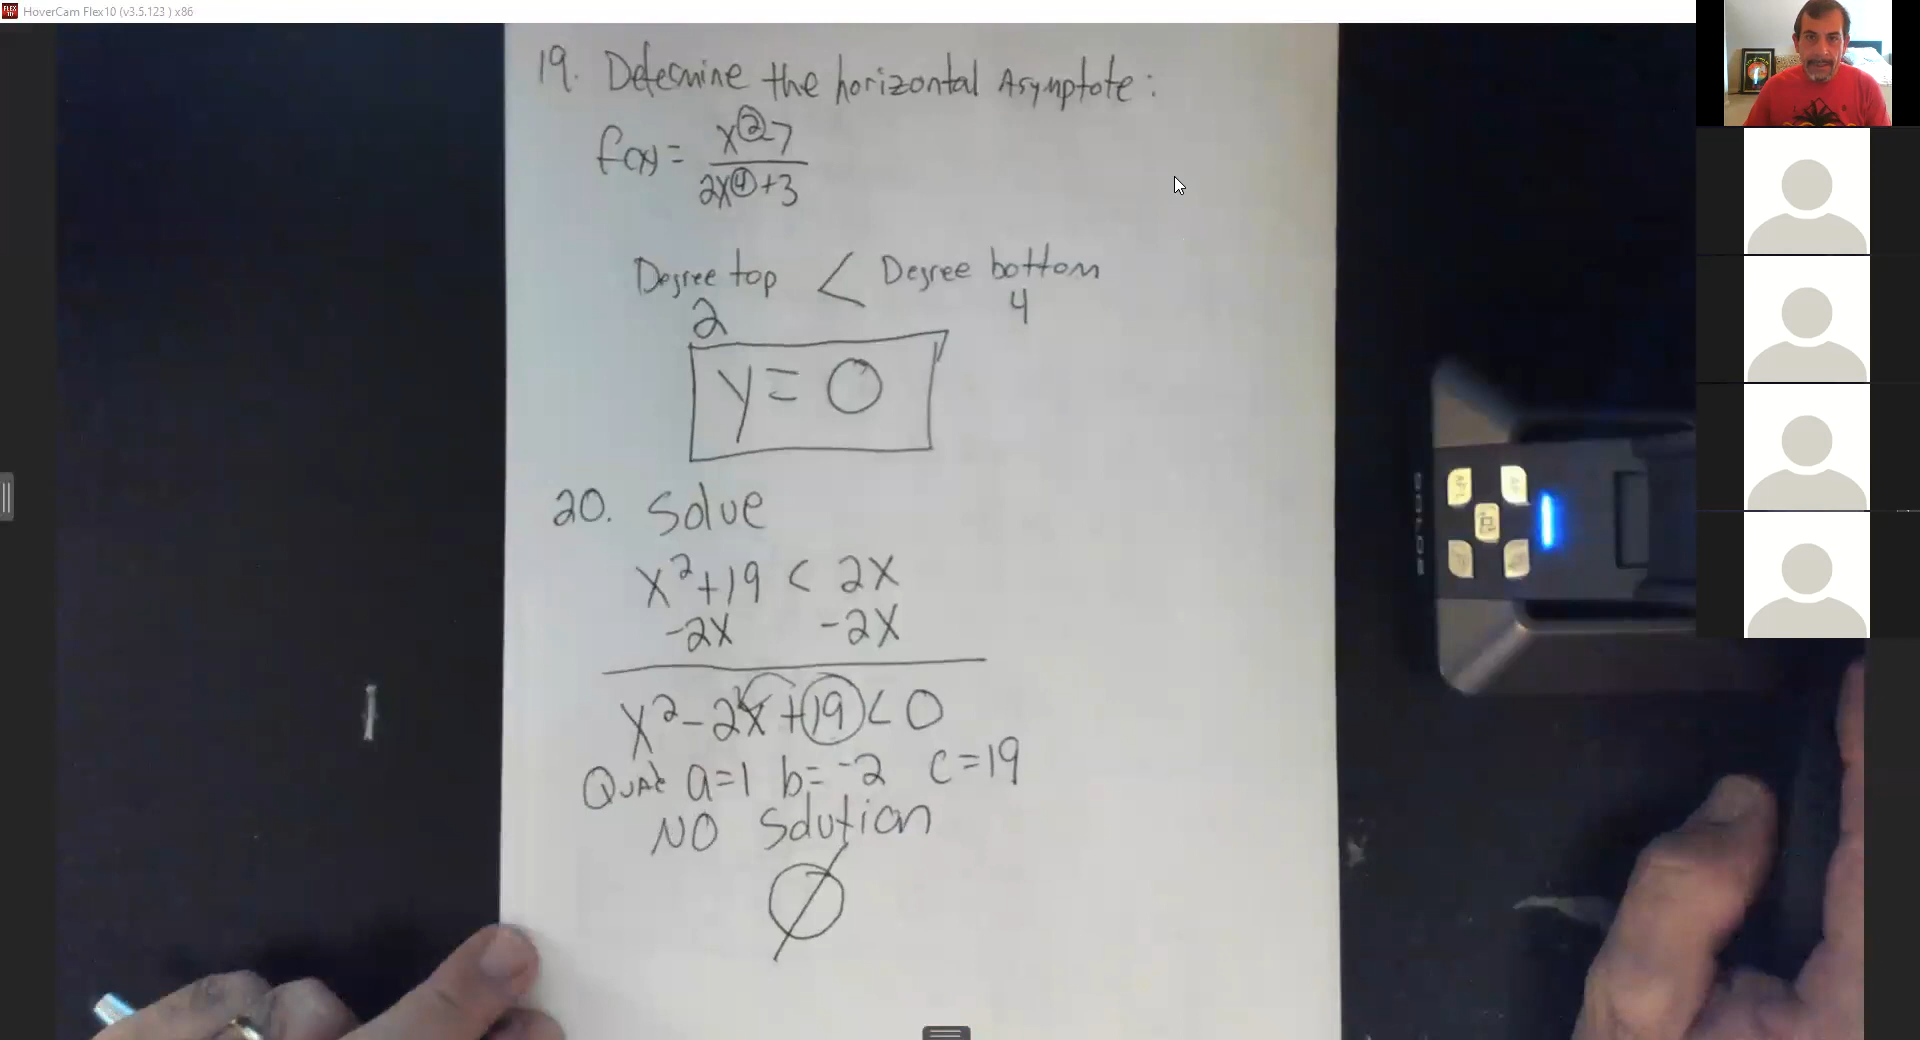 HoverCam Flex10 (v3.5.123 ) x86
19. Determine the horizontal Asymptote:
f(x) = x²-7
2x⁴+3
Degree top < Degree bottom
2 4
y = 0
20. Solve
x²+19 < 2x
-2x -2x
x²-2x+19<0
Quad a=1 b=-2 c=19
NO Solution
∅